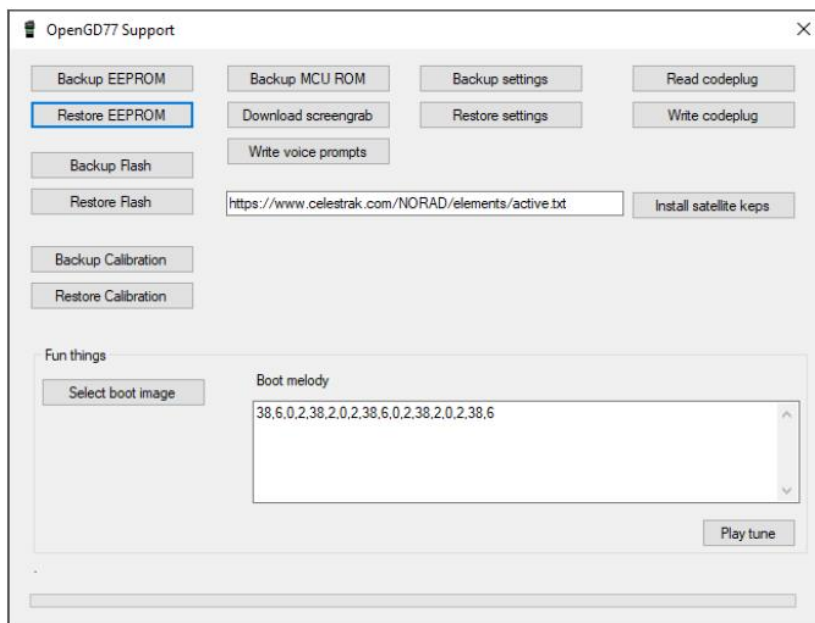 OpenGD77 Support
Backup EEPROM
Backup MCU ROM
Backup settings
Read codeplug
Restore EEPROM
Download screengrab
Restore settings
Write codeplug
Write voice prompts
Backup Flash
Restore Flash
https://www.celestrak.com/NORAD/elements/active.txt
Install satellite keps
Backup Calibration
Restore Calibration
Fun things
Select boot image
Boot melody
38,6,0,2,38,2,0,2,38,6,0,2,38,2,0,2,38,6
Play tune
.